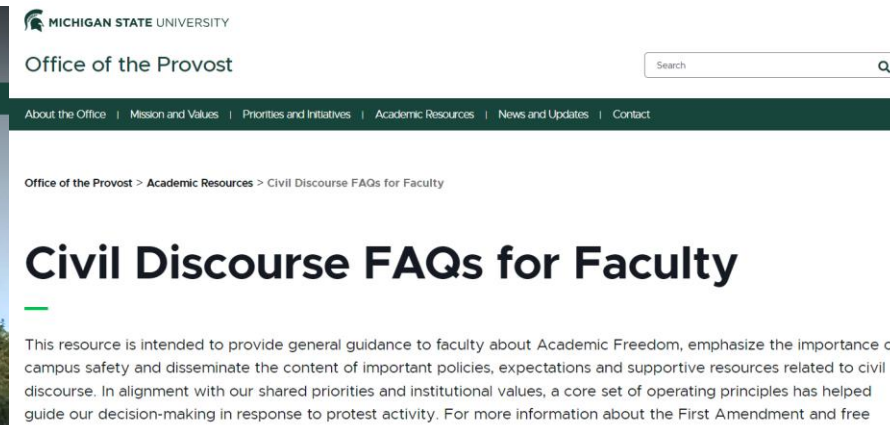 MICHIGAN STATE UNIVERSITY
Office of the Provost
Search
About the Office | Mission and Values | Priorities and Initiatives | Academic Resources | News and Updates | Contact
Office of the Provost > Academic Resources > Civil Discourse FAQs for Faculty
Civil Discourse FAQs for Faculty
This resource is intended to provide general guidance to faculty about Academic Freedom, emphasize the importance
campus safety and disseminate the content of important policies, expectations and supportive resources related to civil
discourse. In alignment with our shared priorities and institutional values, a core set of operating principles has helped
guide our decision-making in response to protest activity. For more information about the First Amendment and free